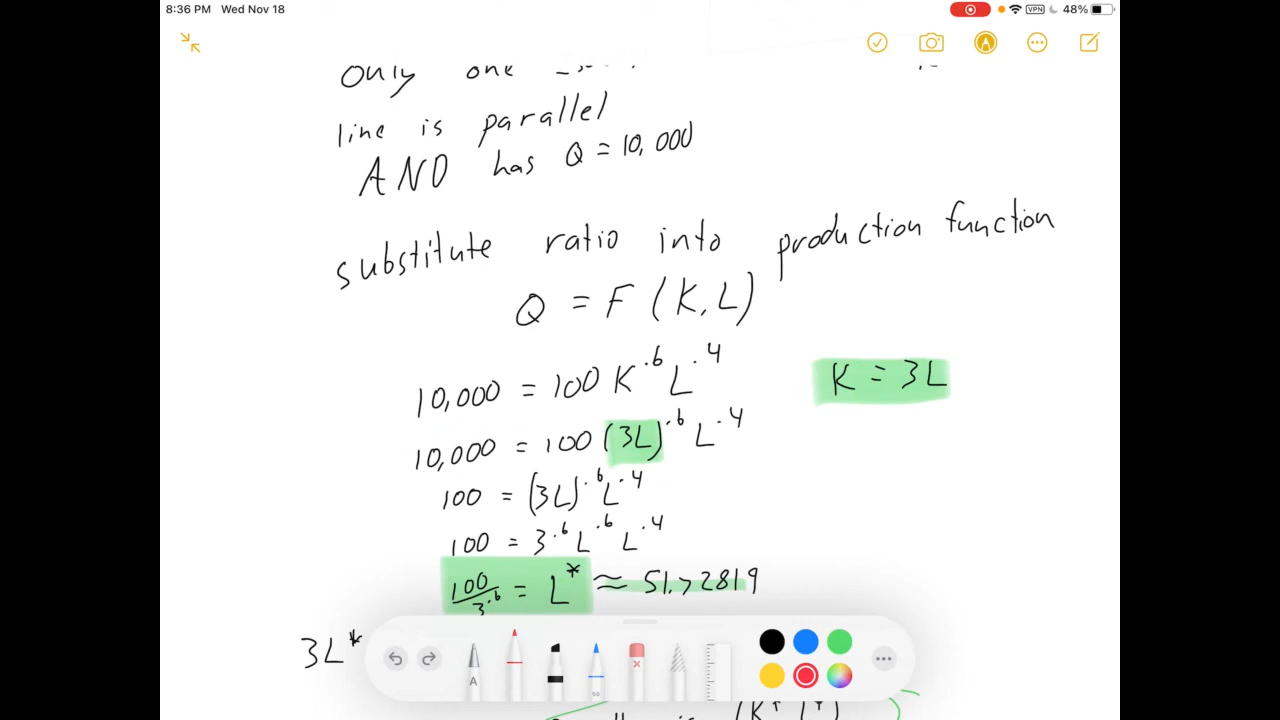 8:36 PM Wed Nov 18
VPN 48%
only one
line is parallel
AND has Q = 10,000
substitute ratio into production function
Q = F (K, L)
10,000 = 100 K^.6 L^.4
K = 3L
10,000 = 100 (3L)^.6 L^.4
100 = (3L)^.6 L^.4
100 = 3^.6 L^.6 L^.4
100/3^.6 = L* ≈ 51.72819
3L*
A
(K* L*)